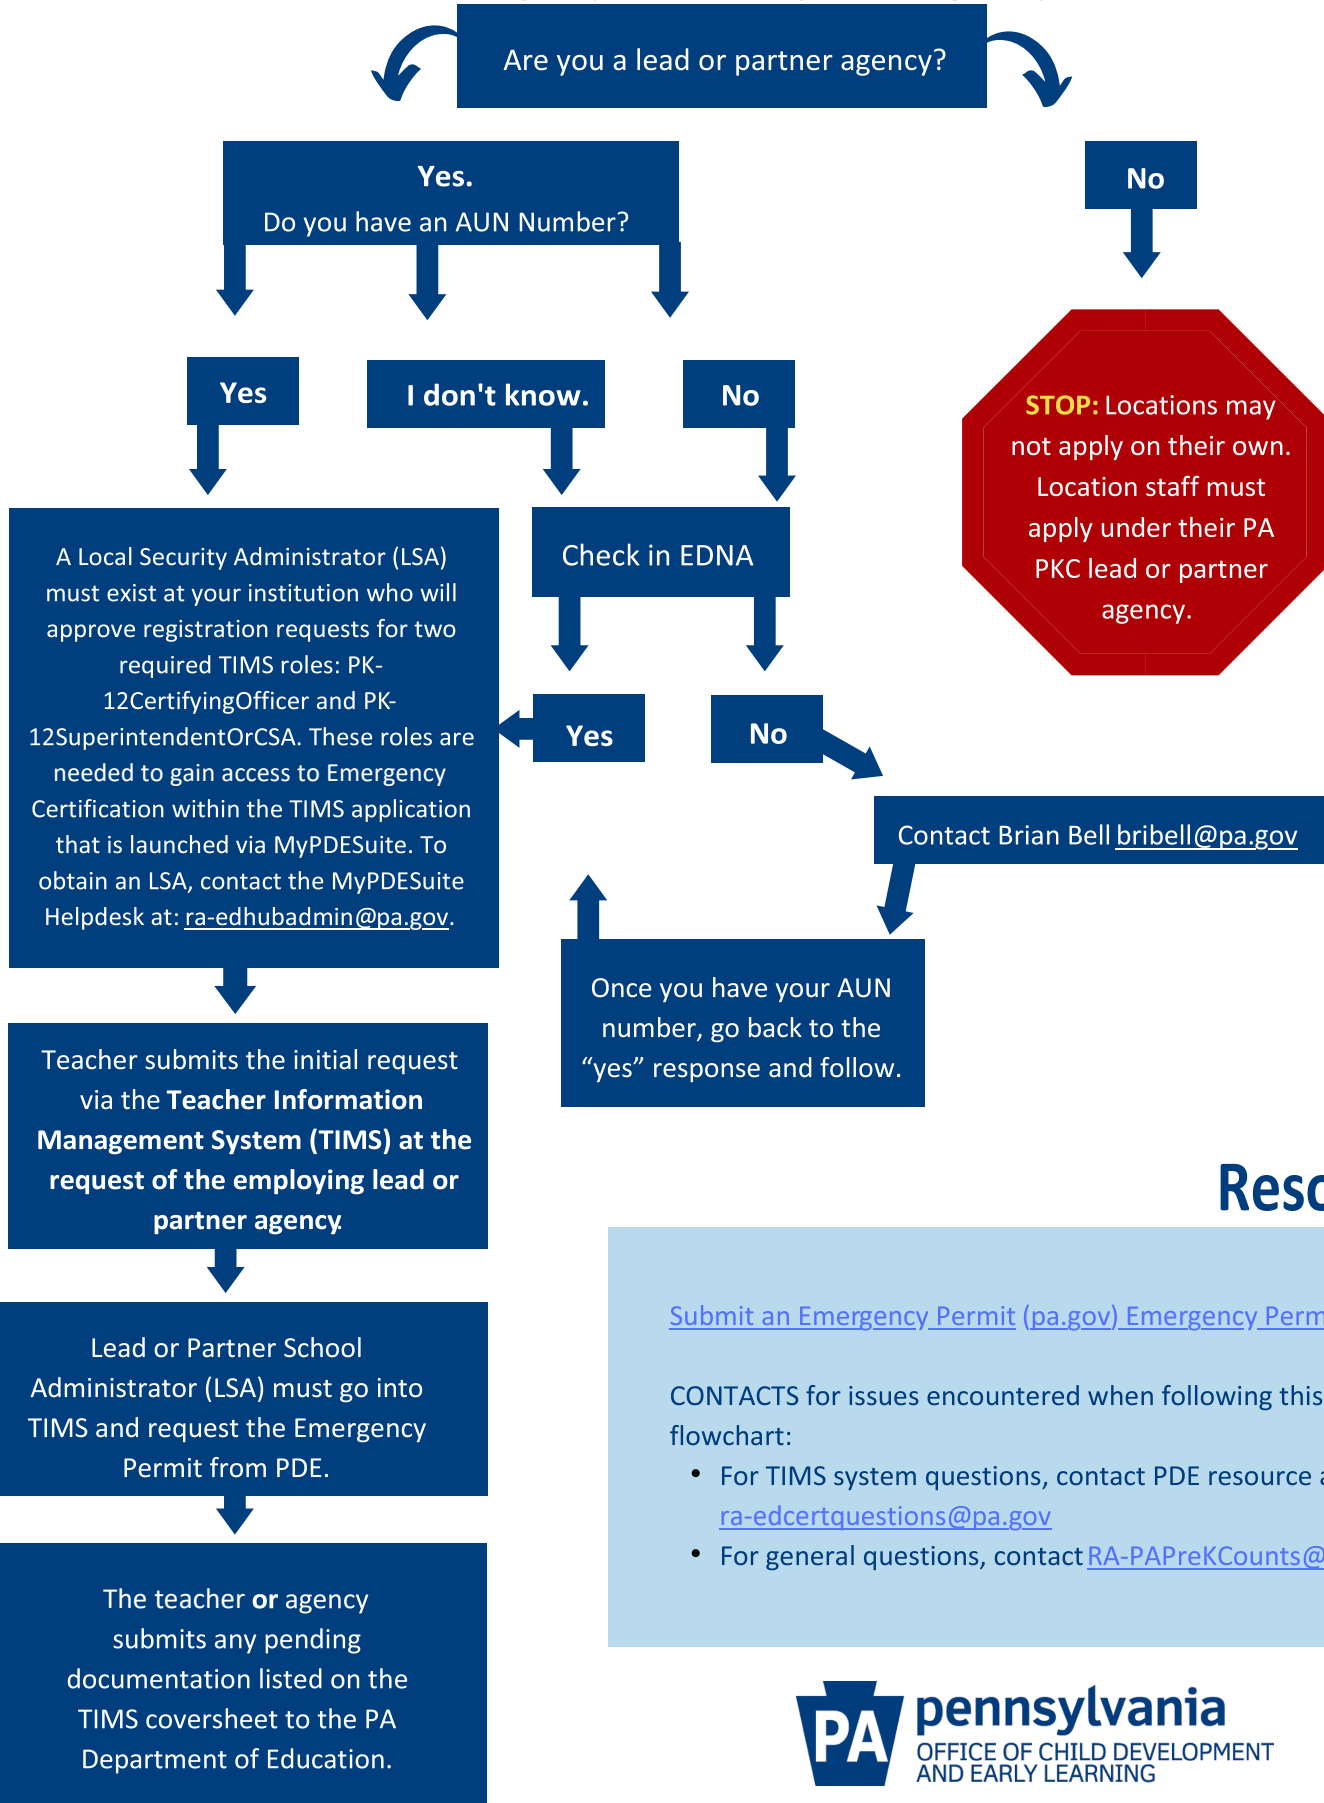 Are you a lead or partner agency?
Yes.
Do you have an AUN Number?
No
Yes
I don't know.
No
STOP: Locations may
not apply on their own.
Location staff must
apply under their PA
PKC lead or partner
agency.
A Local Security Administrator (LSA)
must exist at your institution who will
approve registration requests for two
required TIMS roles: PK-
12CertifyingOfficer and PK-
12SuperintendentOrCSA. These roles are
needed to gain access to Emergency
Certification within the TIMS application
that is launched via MyPDESuite. To
obtain an LSA, contact the MyPDESuite
Helpdesk at: ra-edhubadmin@pa.gov.
Check in EDNA
Yes
No
Contact Brian Bell bribell@pa.gov
Once you have your AUN
number, go back to the
“yes” response and follow.
Teacher submits the initial request
via the Teacher Information
Management System (TIMS) at the
request of the employing lead or
partner agency.
Lead or Partner School
Administrator (LSA) must go into
TIMS and request the Emergency
Permit from PDE.
The teacher or agency
submits any pending
documentation listed on the
TIMS coversheet to the PA
Department of Education.
Submit an Emergency Permit (pa.gov) Emergency
CONTACTS for issues encountered when following this
flowchart:
• For TIMS system questions, contact PDE resource
ra-edcertquestions@pa.gov
• For general questions, contact RA-PAPreKCounts@
PA
pennsylvania
OFFICE OF CHILD DEVELOPMENT
AND EARLY LEARNING